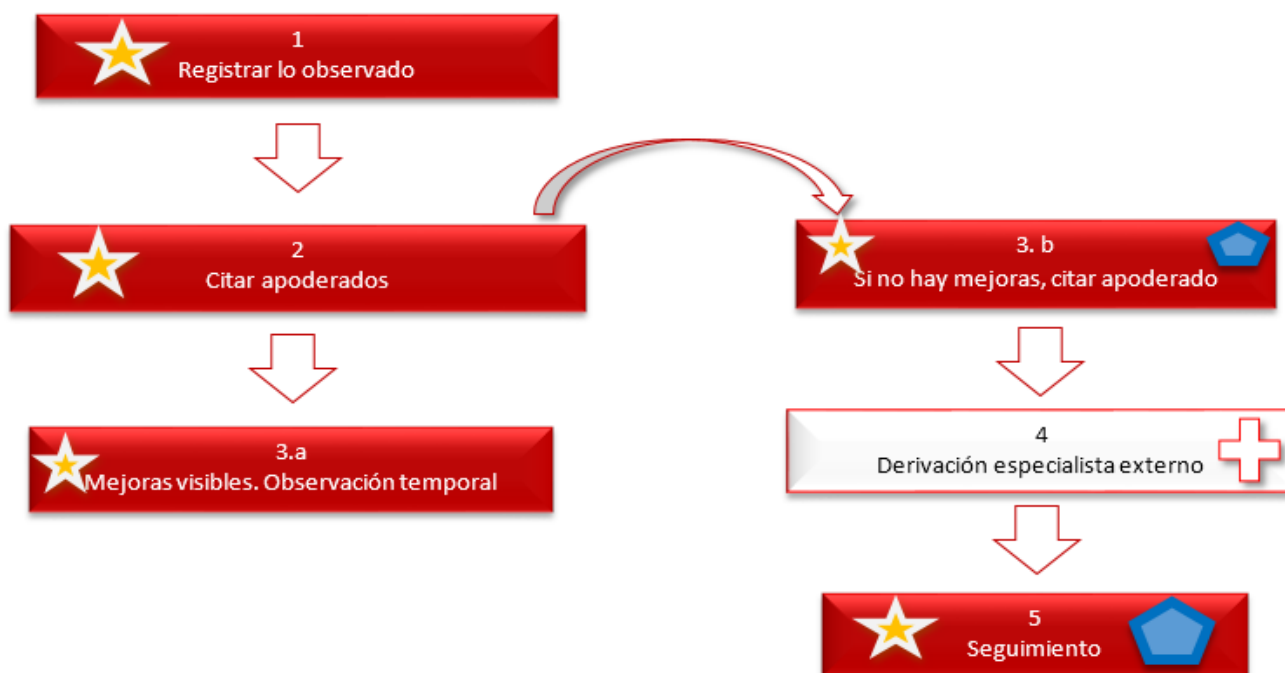 1
Registrar lo observado
2
Citar apoderados
3.a
Mejoras visibles. Observación temporal
3. b
Si no hay mejoras, citar apoderado
4
Derivación especialista externo
5
Seguimiento